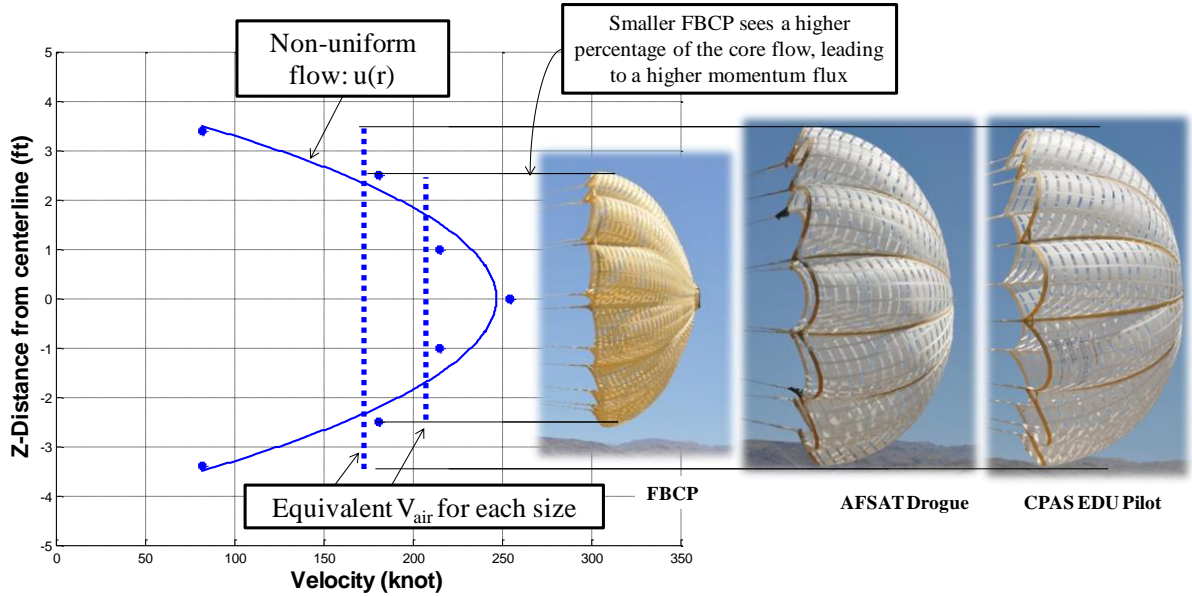 Non-uniform
flow: u(r)
Smaller FBCP sees a higher
percentage of the core flow, leading
to a higher momentum flux
5
4
3
2
1
0
-1
-2
-3
-4
-5
Z-Distance from centerline (ft)
Equivalent Vair for each size
FBCP
AFSAT Drogue
CPAS EDU Pilot
0
50
100
150
200
250
300
350
Velocity (knot)